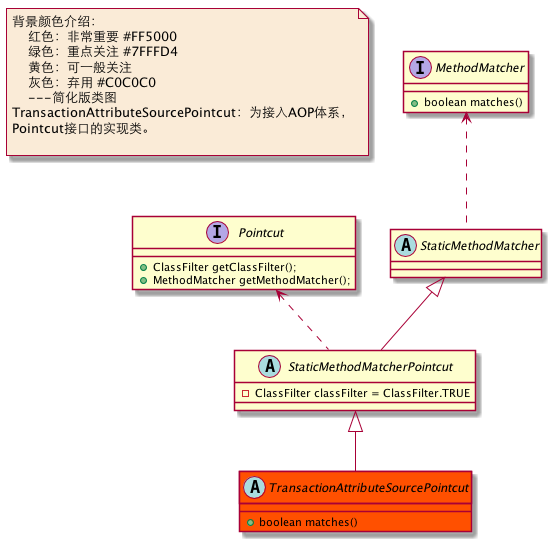 背景颜色介绍：
红色：非常重要 #FF5000
绿色：重点关注 #7FFFD4
黄色：可一般关注
灰色：弃用 #C0C0C0
---简化版类图
TransactionAttributeSourcePointcut：为接入AOP体系，
Pointcut接口的实现类。
I MethodMatcher
boolean matches()
I Pointcut
ClassFilter getClassFilter();
MethodMatcher getMethodMatcher();
A StaticMethodMatcher
A StaticMethodMatcherPointcut
ClassFilter classFilter = ClassFilter.TRUE
A TransactionAttributeSourcePointcut
boolean matches()